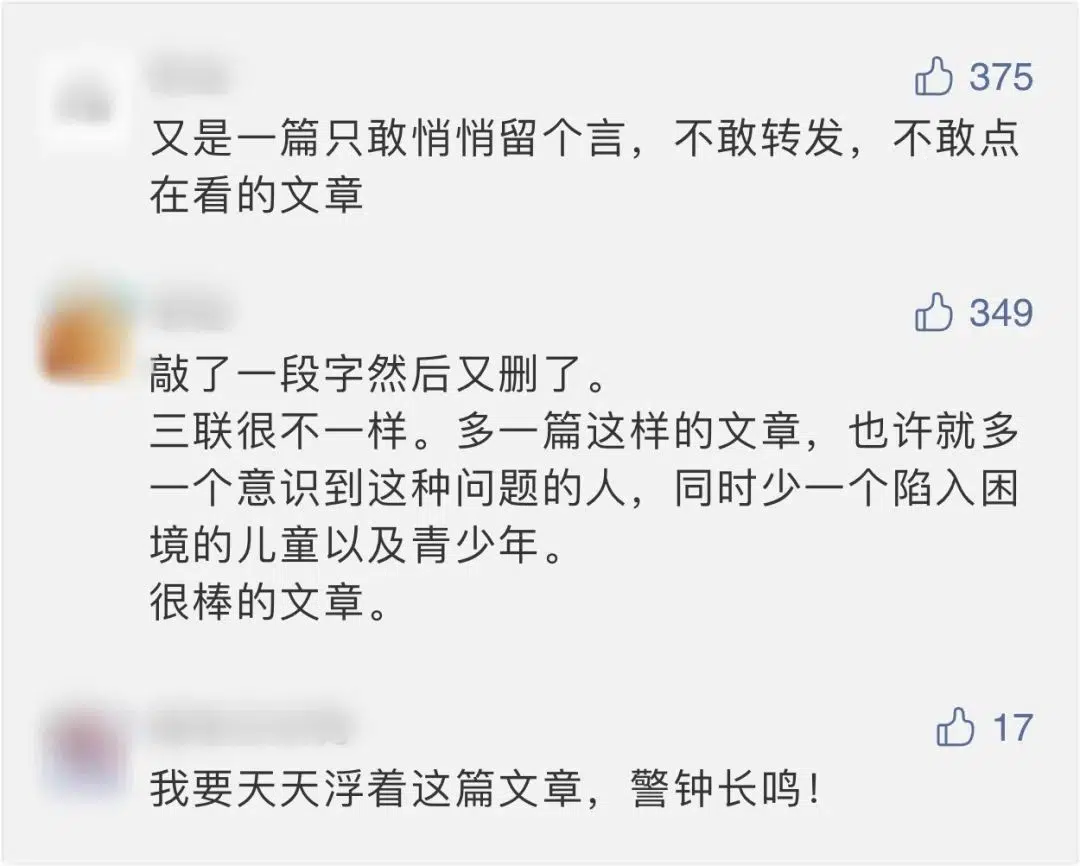 375
又是一篇只敢悄悄留个言，不敢转发，不敢点
在看的文章
349
敲了一段字然后又删了。
三联很不一样。多一篇这样的文章，也许就多
一个意识到这种问题的人，同时少一个陷入困
境的儿童以及青少年。
很棒的文章。
17
我要天天浮着这篇文章，警钟长鸣！